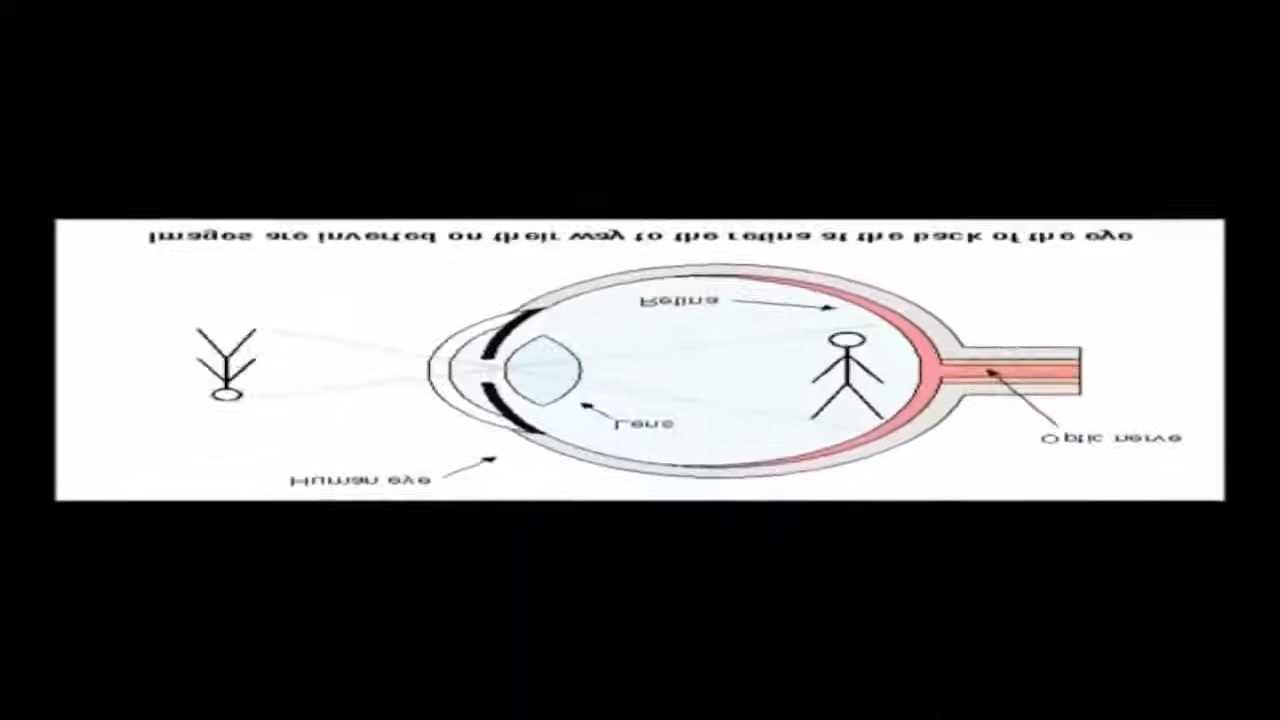 Images are inverted on their way to the retina at the back of the eye
Retina
Lens
Optic nerve
Human eye